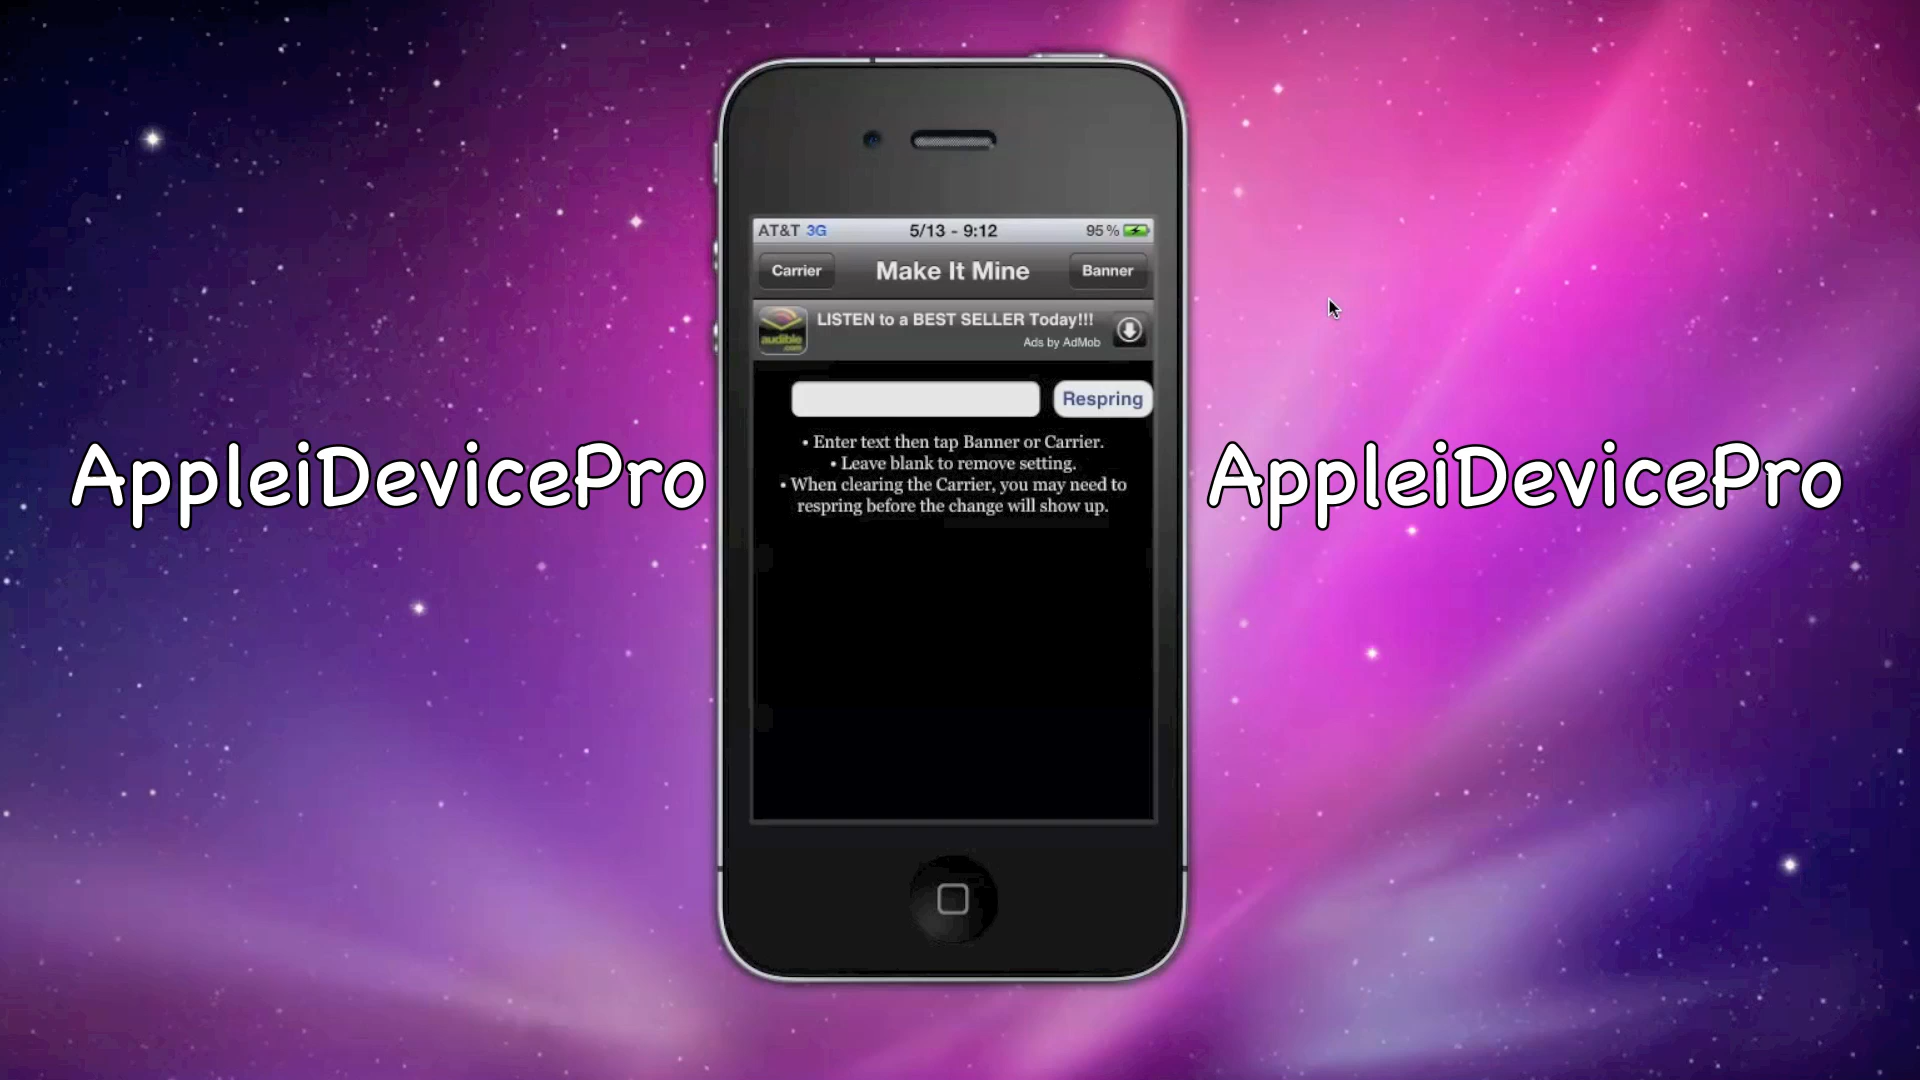 AT&T 3G 5/13 - 9:12 95%
Carrier Make It Mine Banner
LISTEN to a BEST SELLER Today!!!
audible.com
Ads by AdMob
Respring
• Enter text then tap Banner or Carrier.
• Leave blank to remove setting.
• When clearing the Carrier, you may need to
respring before the change will show up.
AppleiDevicePro AppleiDevicePro